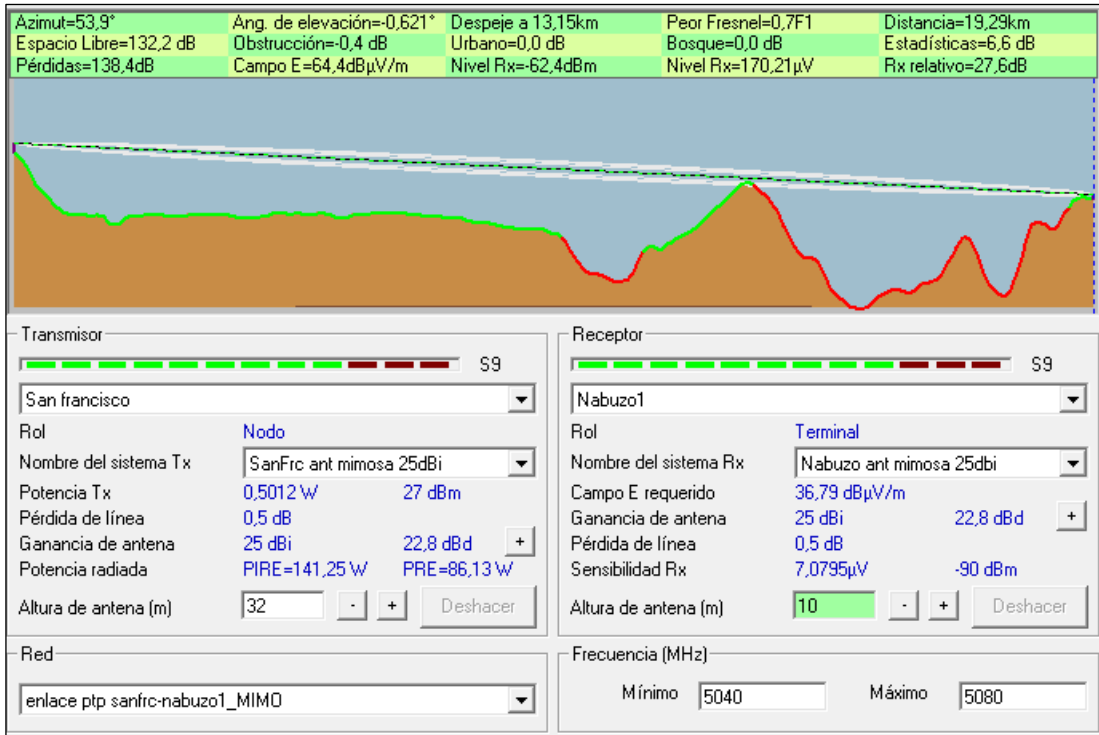 Azimut=53,9° Ang. de elevación=-0,621° Despeje a 13,15km Peor Fresnel=0,7F1 Distancia=19,29km
Espacio Libre=132,2 dB Obstrucción=-0,4 dB Urbano=0,0 dB Bosque=0,0 dB Estadísticas=6,6 dB
Pérdidas=138,4dB Campo E=64,4dBµV/m Nivel Rx=-62,4dBm Nivel Rx=170,21µV Rx relativo=27,6dB
Transmisor
S9
San francisco
Rol Nodo
Nombre del sistema Tx SanFrc ant mimosa 25dBi
Potencia Tx 0,5012 W 27 dBm
Pérdida de línea 0,5 dB
Ganancia de antena 25 dBi 22,8 dBd +
Potencia radiada PIRE=141,25 W PRE=86,13 W
Altura de antena (m) 32 - + Deshacer
Receptor
S9
Nabuzo1
Rol Terminal
Nombre del sistema Rx Nabuzo ant mimosa 25dbi
Campo E requerido 36,79 dBµV/m
Ganancia de antena 25 dBi 22,8 dBd +
Pérdida de línea 0,5 dB
Sensibilidad Rx 7,0795µV -90 dBm
Altura de antena (m) 10 - + Deshacer
Red
enlace ptp sanfrc-nabuzo1_MIMO
Frecuencia (MHz)
Mínimo 5040 Máximo 5080